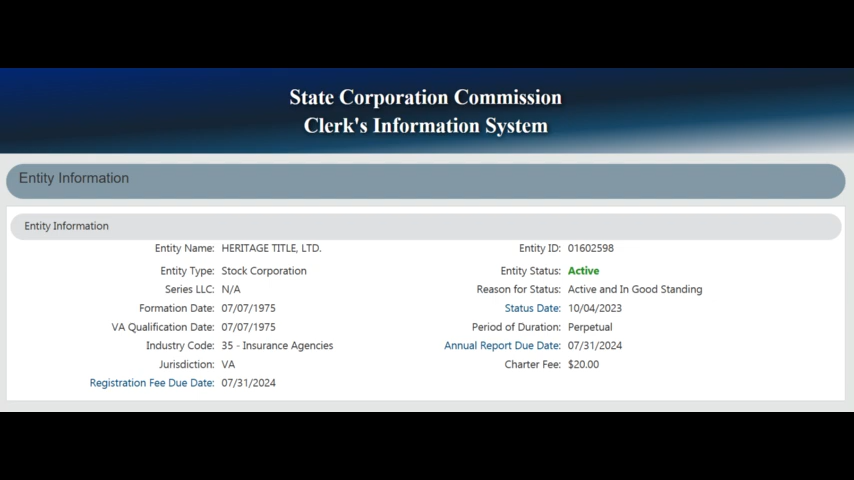 State Corporation Commission
Clerk's Information System
Entity Information
Entity Information
Entity Name: HERITAGE TITLE, LTD. Entity ID: 01602598
Entity Type: Stock Corporation Entity Status: Active
Series LLC: N/A Reason for Status: Active and In Good Standing
Formation Date: 07/07/1975 Status Date: 10/04/2023
VA Qualification Date: 07/07/1975 Period of Duration: Perpetual
Industry Code: 35 - Insurance Agencies Annual Report Due Date: 07/31/2024
Jurisdiction: VA Charter Fee: $20.00
Registration Fee Due Date: 07/31/2024